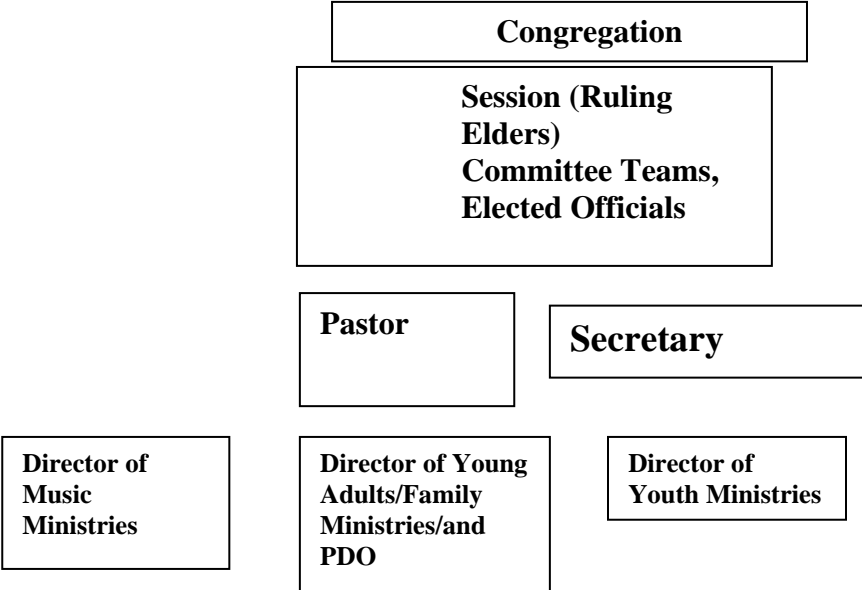 Congregation
Session (Ruling
Elders)
Committee Teams,
Elected Officials
Pastor
Secretary
Director of
Music
Ministries
Director of Young
Adults/Family
Ministries/and
PDO
Director of
Youth Ministries